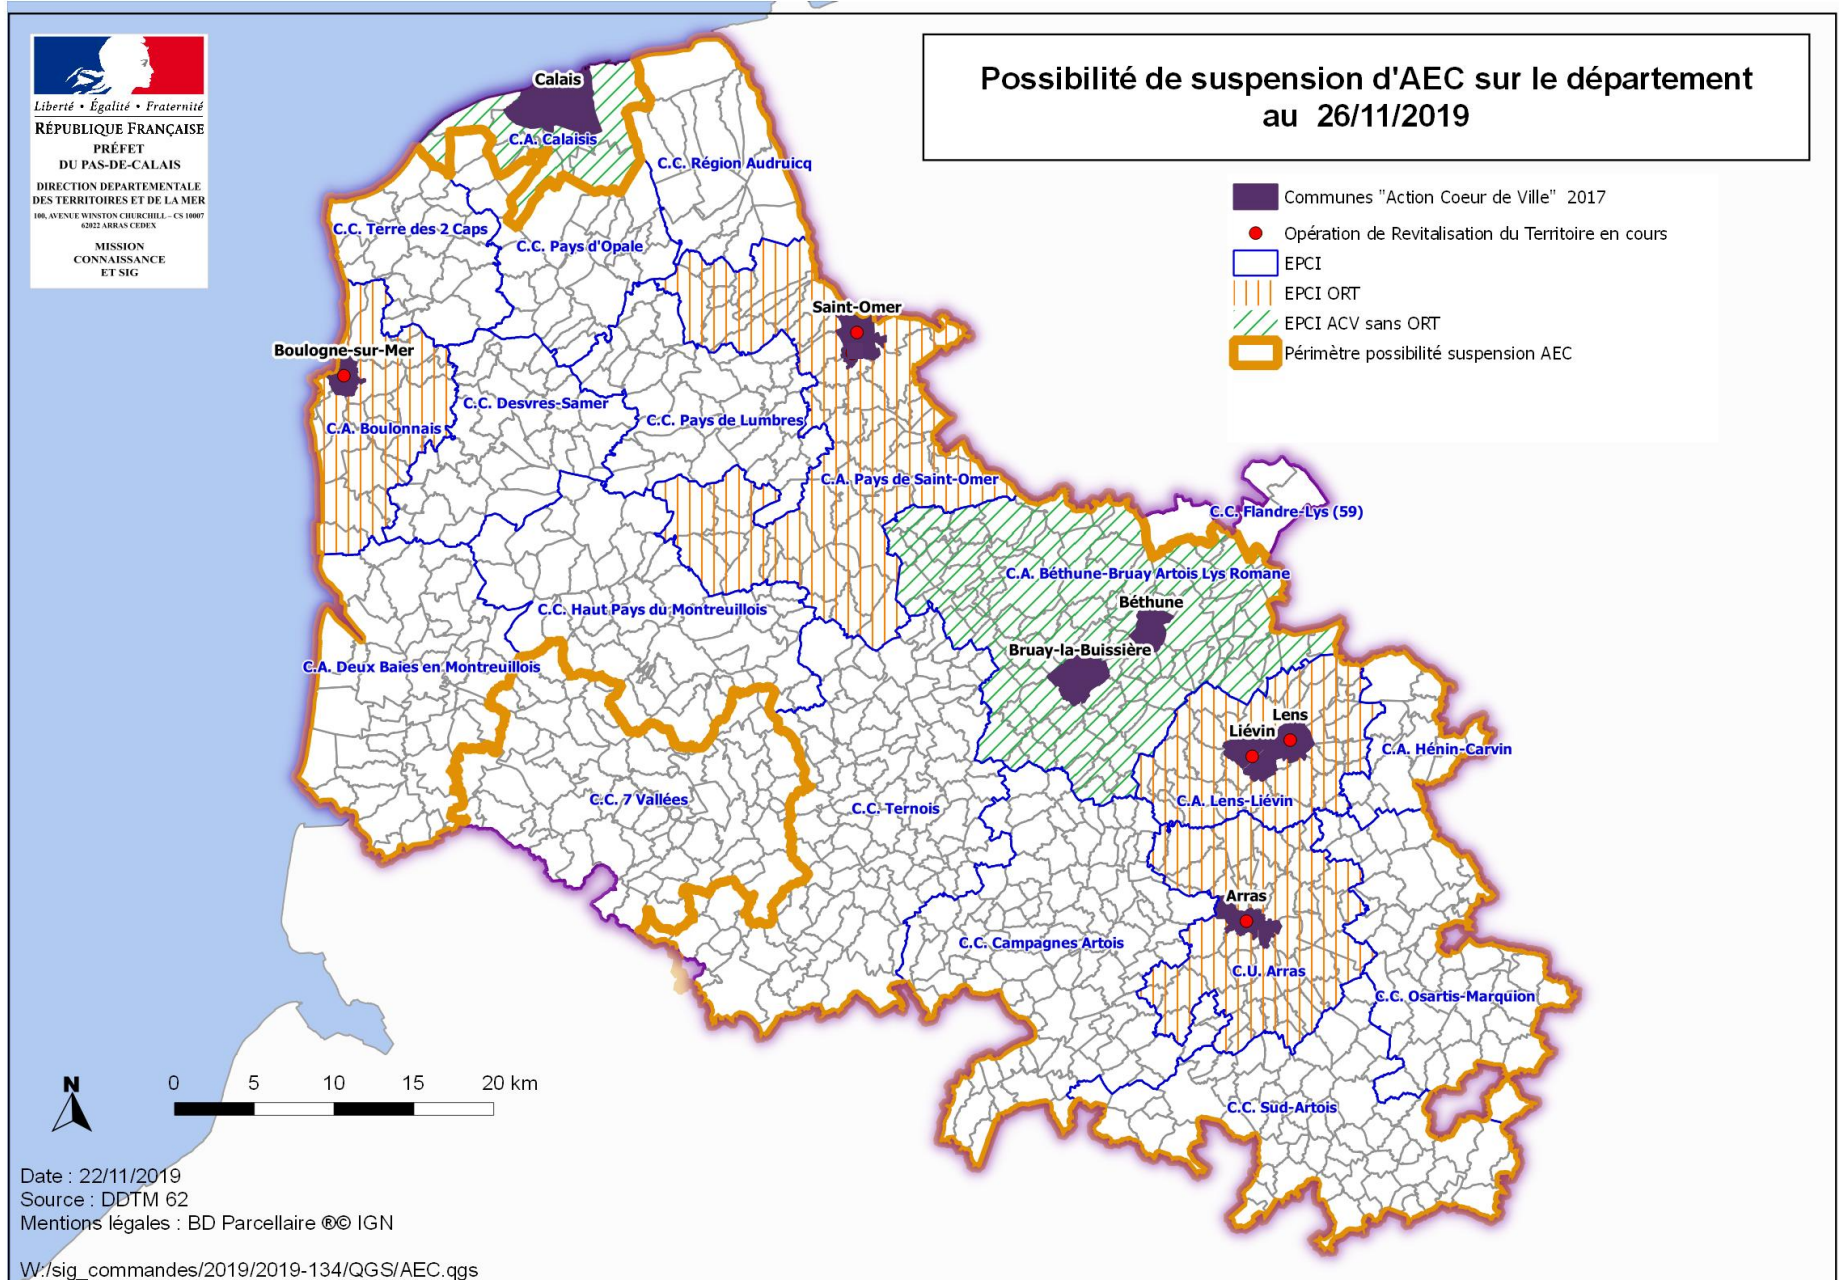 Liberté • Égalité • Fraternité
RÉPUBLIQUE FRANÇAISE
PRÉFET
DU PAS-DE-CALAIS
DIRECTION DEPARTEMENTALE
DES TERRITOIRES ET DE LA MER
100, AVENUE WINSTON CHURCHILL – CS 10007
62022 ARRAS CEDEX
MISSION
CONNAISSANCE
ET SIG
Possibilité de suspension d'AEC sur le département
au 26/11/2019
Communes "Action Coeur de Ville" 2017
Opération de Revitalisation du Territoire en cours
EPCI
EPCI ORT
EPCI ACV sans ORT
Périmètre possibilité suspension AEC
Calais
C.A. Calaisis
C.C. Région Audruicq
C.C. Terre des 2 Caps
C.C. Pays d'Opale
Saint-Omer
Boulogne-sur-Mer
C.C. Desvres-Samer
C.C. Pays de Lumbres
C.A. Boulonnais
C.A. Pays de Saint-Omer
C.C. Flandre-Lys (59)
C.A. Béthune-Bruay Artois Lys Romane
Béthune
C.C. Haut Pays du Montreuillois
Bruay-la-Buissière
C.A. Deux Baies en Montreuillois
Lens
Liévin
C.A. Hénin-Carvin
C.C. 7 Vallées
C.C. Ternois
C.A. Lens-Liévin
Arras
C.C. Campagnes Artois
C.U. Arras
C.C. Osartis-Marquion
C.C. Sud-Artois
N
0 5 10 15 20 km
Date : 22/11/2019
Source : DDTM 62
Mentions légales : BD Parcellaire ®© IGN
W:/sig_commandes/2019/2019-134/QGS/AEC.qgs